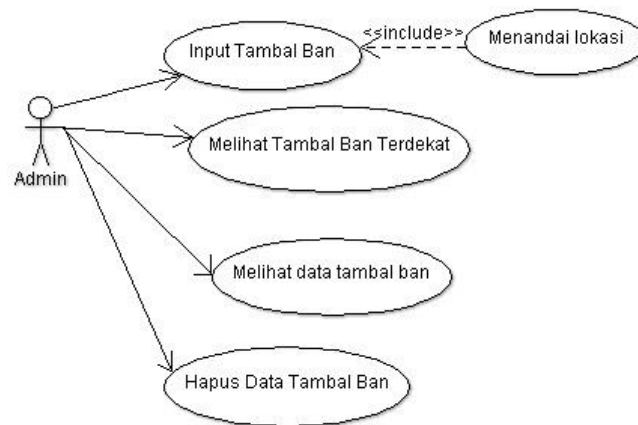 Input Tambal Ban
<<include>>
Menandai lokasi
Melihat Tambal Ban Terdekat
Admin
Melihat data tambal ban
Hapus Data Tambal Ban